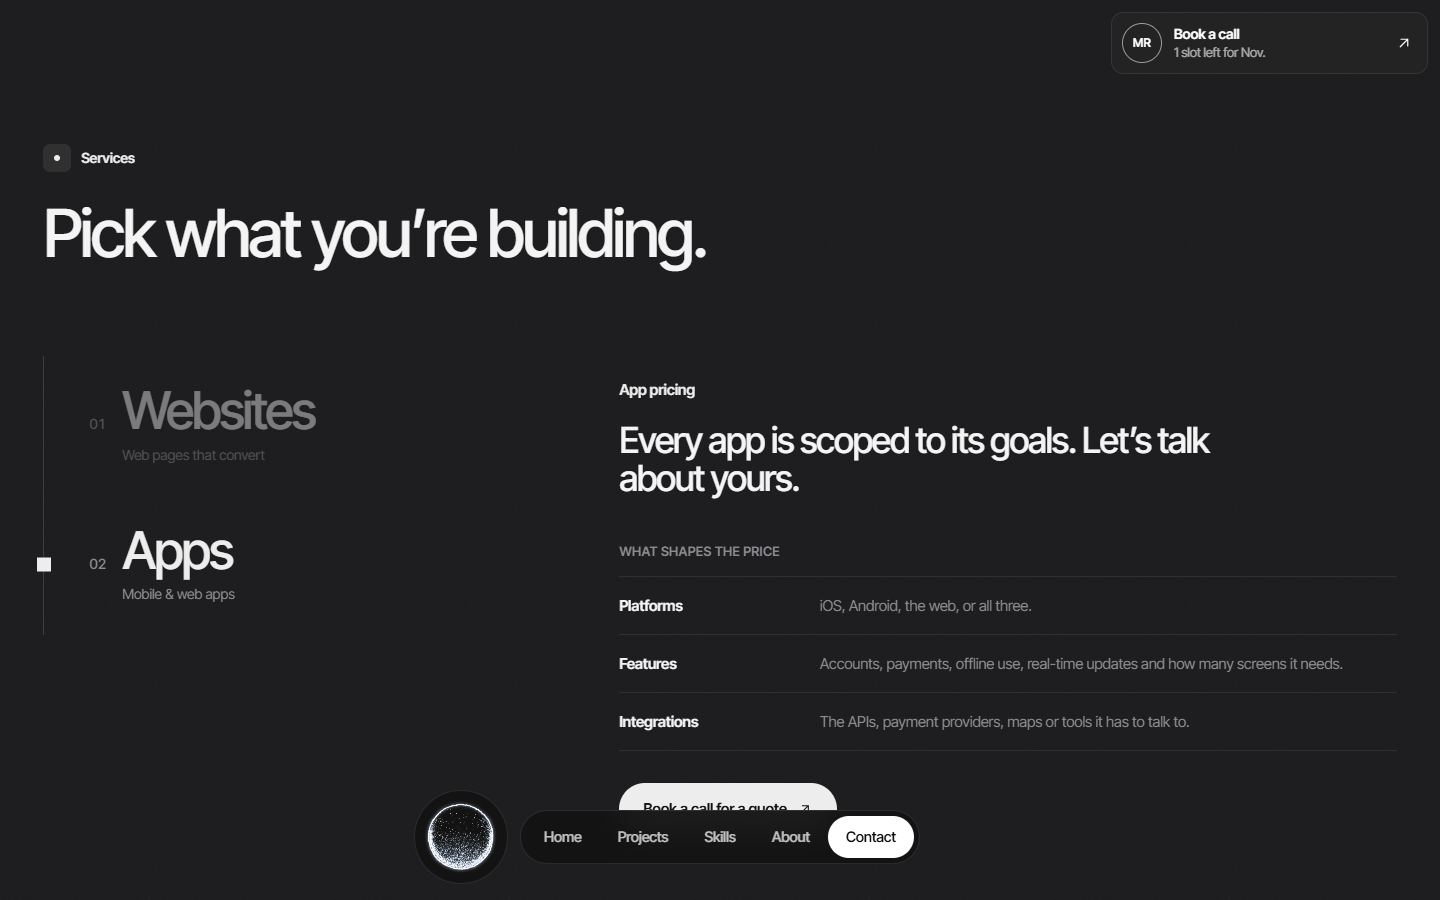 MR
Book a call
1 slot left for Nov.
Services
Pick what you’re building.
01
Websites
Web pages that convert
02
Apps
Mobile & web apps
App pricing
Every app is scoped to its goals. Let’s talk
about yours.
WHAT SHAPES THE PRICE
Platforms
iOS, Android, the web, or all three.
Features
Accounts, payments, offline use, real-time updates and how many screens it needs.
Integrations
The APIs, payment providers, maps or tools it has to talk to.
Book a call for a quote
Home Projects Skills About Contact